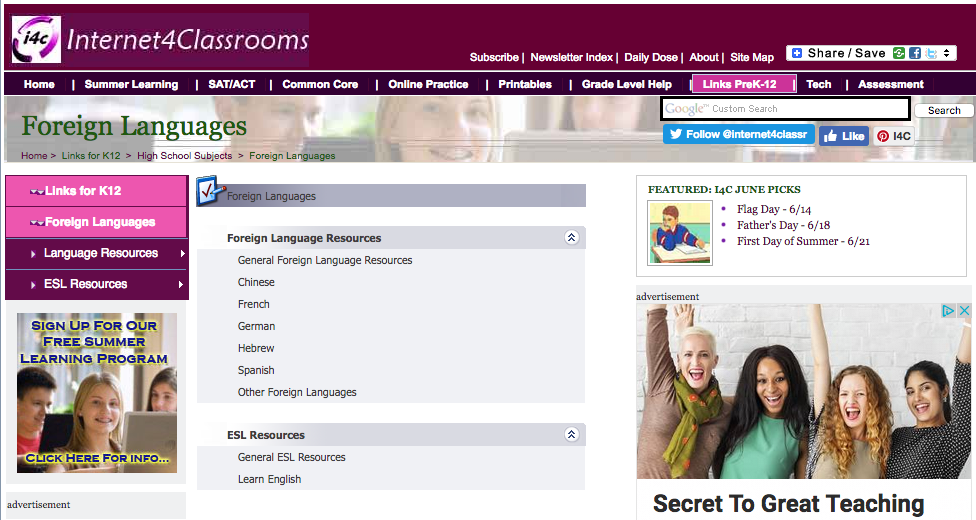 i4c
Internet4Classrooms
Subscribe | Newsletter Index | Daily Dose | About | Site Map
Share / Save
Home | Summer Learning | SAT/ACT | Common Core | Online Practice | Printables | Grade Level Help | Links PreK-12 | Tech | Assessment
Google™ Custom Search
Search
Foreign Languages
Follow @internet4classr
Like
I4C
Home > Links for K12 > High School Subjects > Foreign Languages
Links for K12
Foreign Languages
Language Resources
ESL Resources
Sign Up For Our
Free Summer
Learning Program
Click Here For Info...
advertisement
Foreign Languages
Foreign Language Resources
General Foreign Language Resources
Chinese
French
German
Hebrew
Spanish
Other Foreign Languages
ESL Resources
General ESL Resources
Learn English
FEATURED: I4C JUNE PICKS
Flag Day - 6/14
Father's Day - 6/18
First Day of Summer - 6/21
advertisement
Secret To Great Teaching